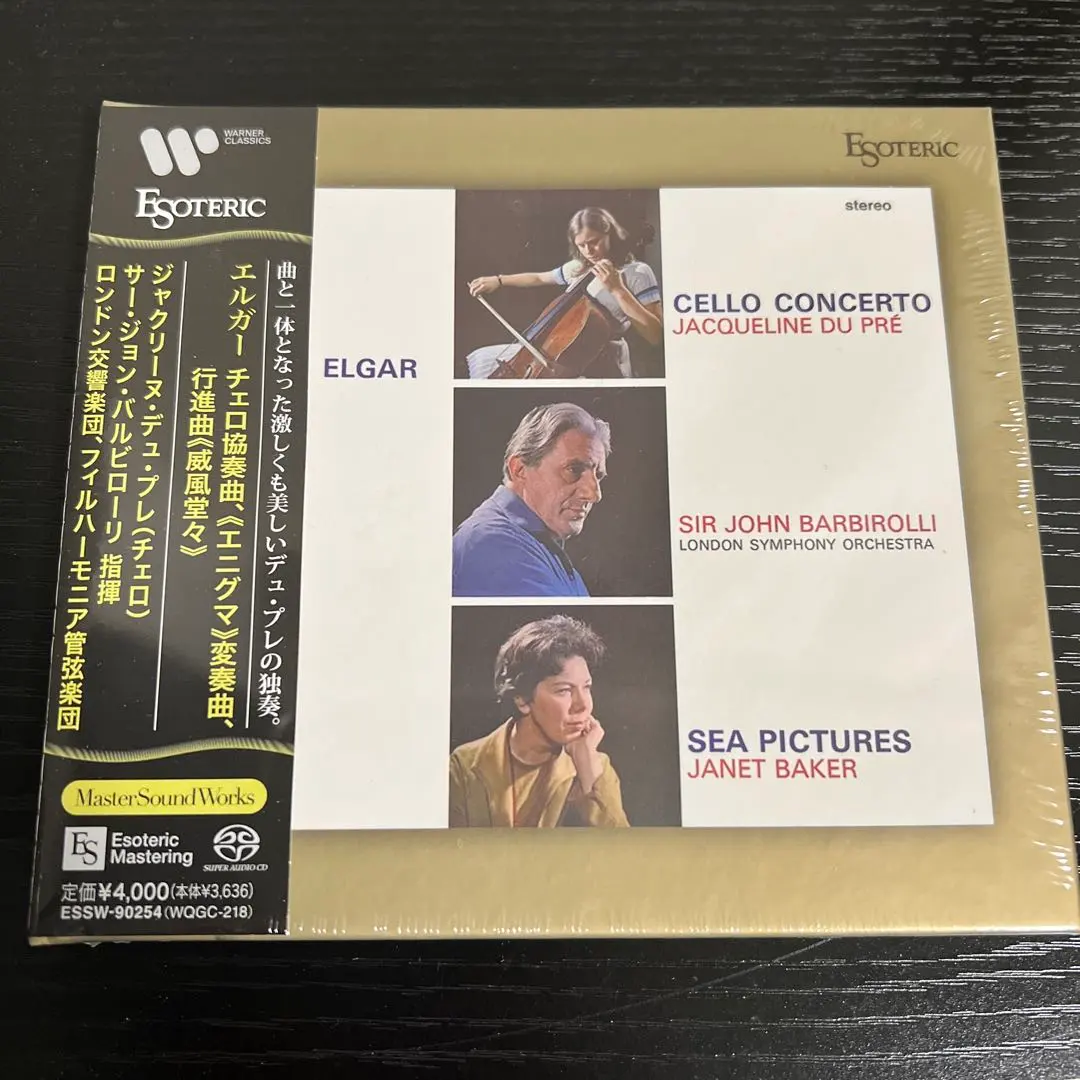 WARNER
CLASSICS
ESOTERIC
曲と一体となった激しくも美しいデュ・プレの独奏。
エルガー チェロ協奏曲、《エニグマ》変奏曲、
行進曲《威風堂々》
ジャクリーヌ・デュ・プレ(チェロ)
サー・ジョン・バルビローリ 指揮
ロンドン交響楽団、フィルハーモニア管弦楽団
MasterSoundWorks
ES
Esoteric
Mastering
SUPER AUDIO CD
定価¥4,000(本体¥3,636)
ESSW-90254(WQGC-218)
ESOTERIC
stereo
ELGAR
CELLO CONCERTO
JACQUELINE DU PRÉ
SIR JOHN BARBIROLLI
LONDON SYMPHONY ORCHESTRA
SEA PICTURES
JANET BAKER